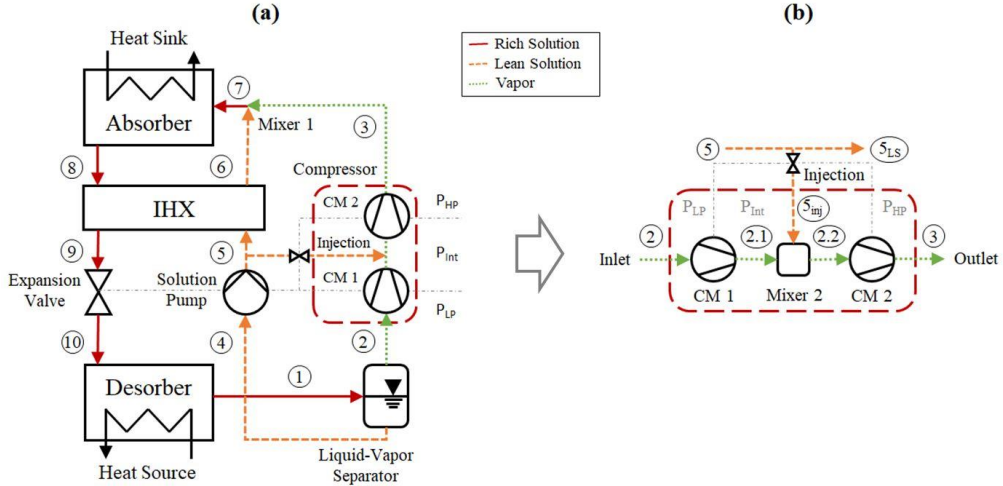 (a)
(b)
Heat Sink
Rich Solution
Lean Solution
Vapor
7
Absorber
Mixer 1
3
8
6
Compressor
IHX
CM 2
P_HP
Injection
P_Int
9
5
Expansion
Valve
Solution
Pump
CM 1
P_LP
10
4
2
Desorber
1
Heat Source
Liquid-Vapor
Separator
5
5_LS
Injection
P_LP
P_Int
5_inj
P_HP
2
2.1
2.2
3
Inlet
Outlet
CM 1
Mixer 2
CM 2